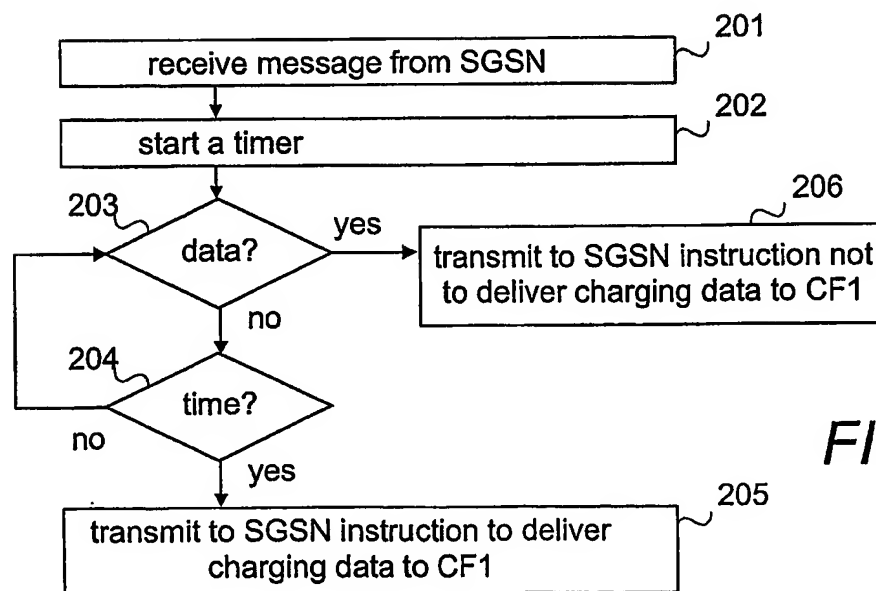 201
receive message from SGSN
202
start a timer
203
data?
yes
206
transmit to SGSN instruction not
to deliver charging data to CF1
no
204
time?
no
yes
FI
205
transmit to SGSN instruction to deliver
charging data to CF1